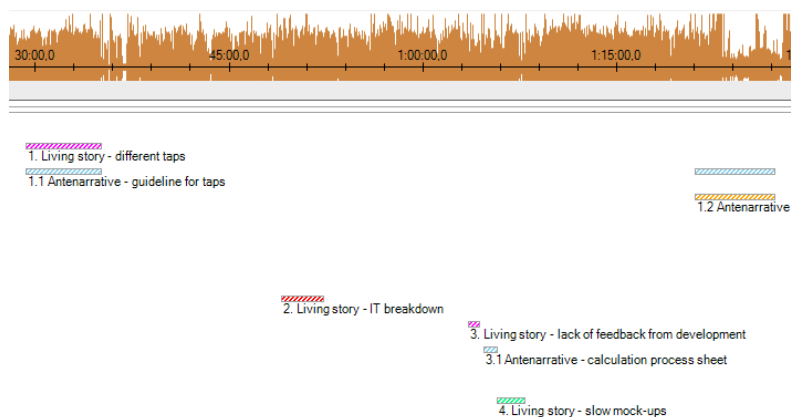 30:00,0 45:00,0 1:00:00,0 1:15:00,0 1
1. Living story - different taps
1.1 Antenarrative - guideline for taps
1.2 Antenarrative
2. Living story - IT breakdown
3. Living story - lack of feedback from development
3.1 Antenarrative - calculation process sheet
4. Living story - slow mock-ups